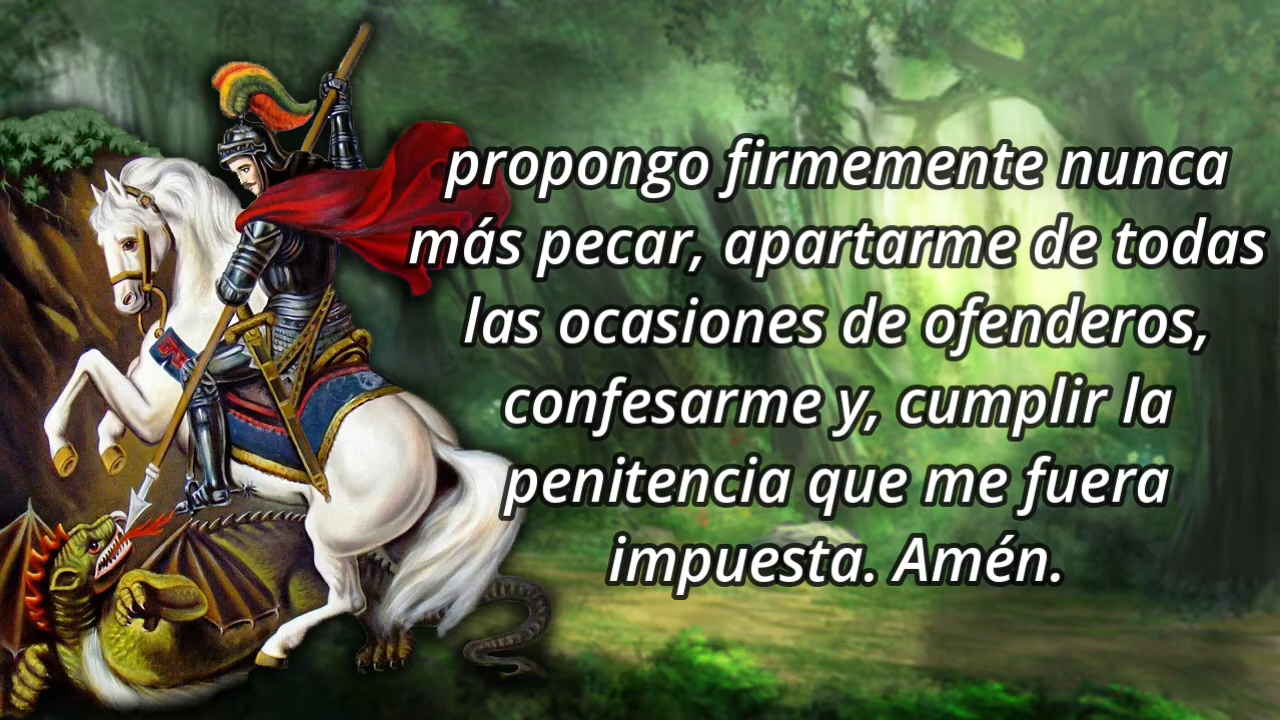 propongo firmemente nunca
más pecar, apartarme de todas
las ocasiones de ofenderos,
confesarme y, cumplir la
penitencia que me fuera
impuesta. Amén.